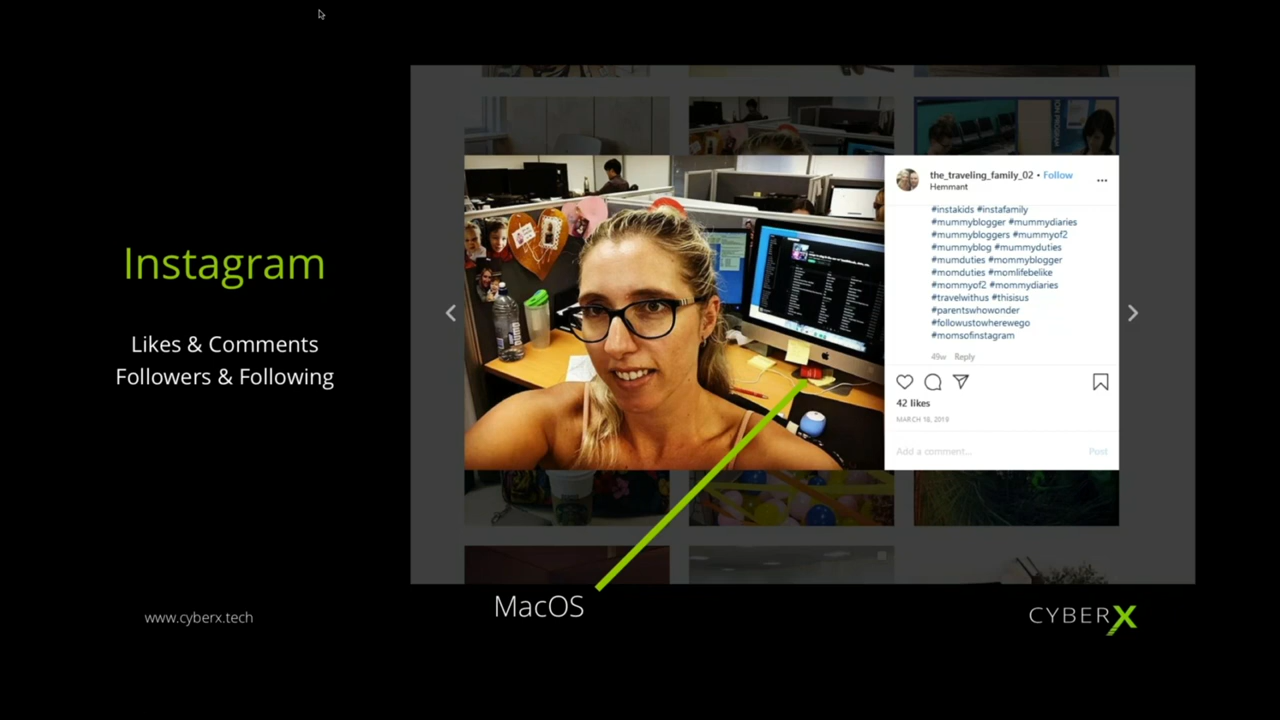 Instagram
Likes & Comments
Followers & Following
the_traveling_family_02 • Follow
Hemmant
#instakids #instafamily
#mummyblogger #mummydiaries
#mummybloggers #mummyof2
#mummyblog #mummyduties
#mumduties #mommyblogger
#momduties #momlifebelike
#mommyof2 #mommydiaries
#travelwithus #thisisus
#parentswhowonder
#followustowherewego
#momsofinstagram
49w Reply
42 likes
MARCH 18, 2019
Add a comment... Post
MacOS
www.cyberx.tech
CYBERX